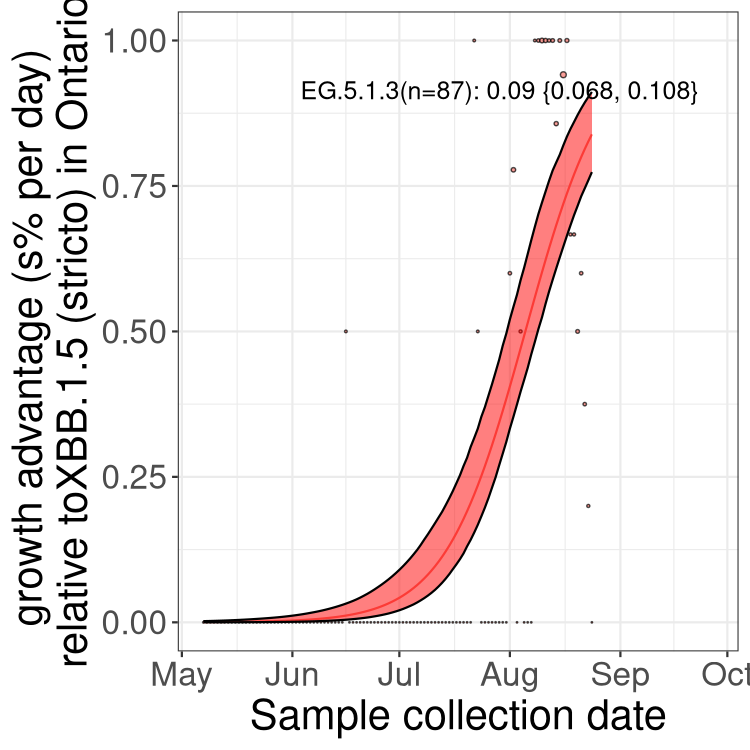 growth advantage (s% per day)
relative toXBB.1.5 (stricto) in Ontario
1.00
0.75
0.50
0.25
0.00
EG.5.1.3(n=87): 0.09 {0.068, 0.108}
May Jun Jul Aug Sep Oct
Sample collection date